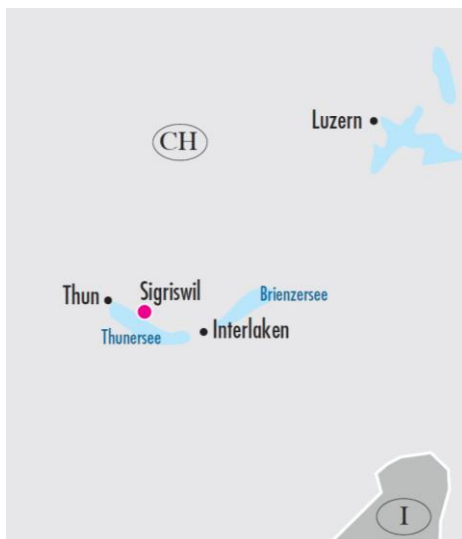 Luzern
CH
Thun
Sigriswil
Brienzersee
Thunersee
Interlaken
I